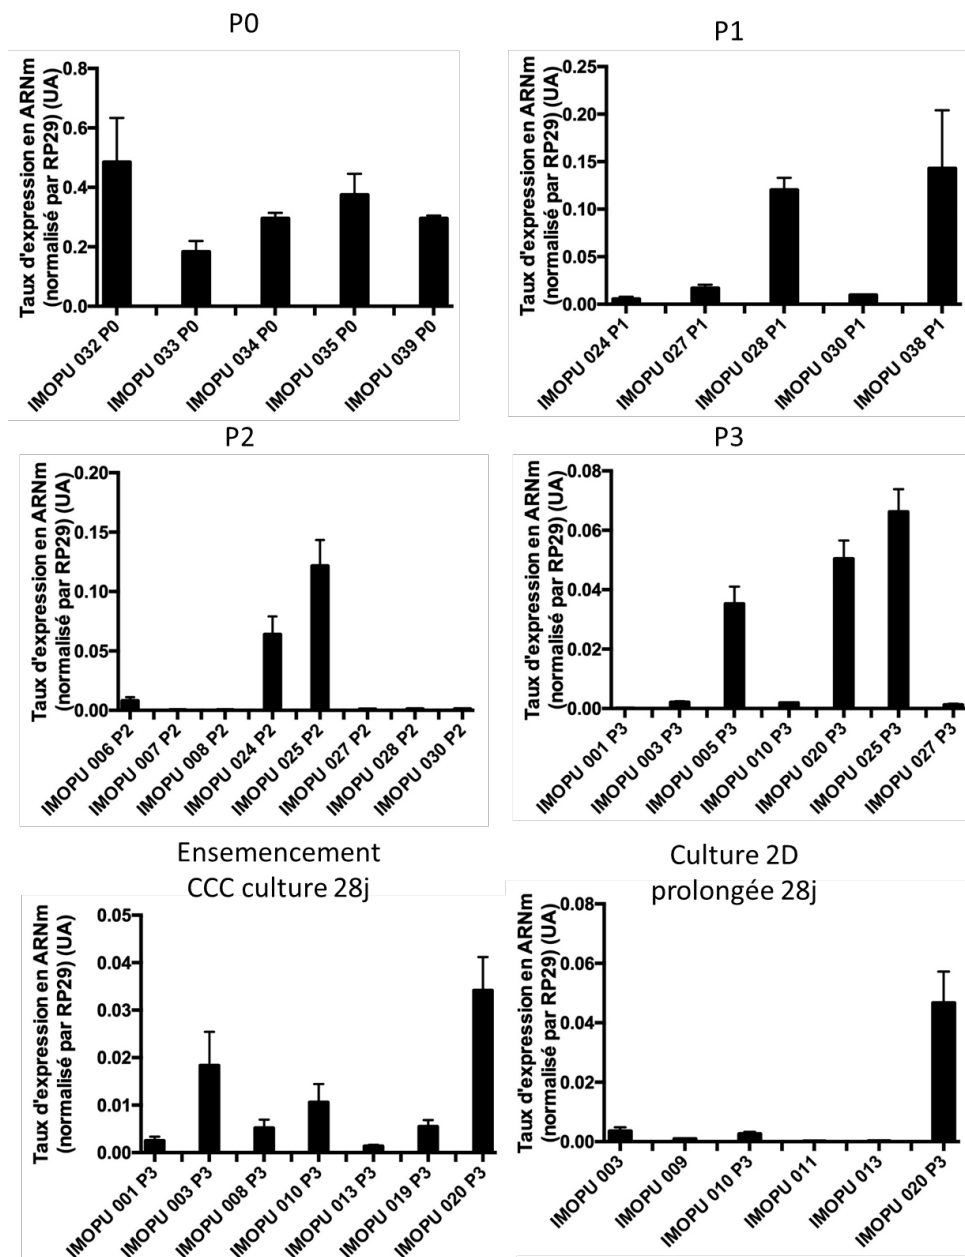 P0
Taux d'expression en ARNm
(normalisé par RP29) (UA)
0.8
0.6
0.4
0.2
0.0
IMOPU 032 P0
IMOPU 033 P0
IMOPU 034 P0
IMOPU 035 P0
IMOPU 039 P0
P1
Taux d'expression en ARNm
(normalisé par RP29) (UA)
0.25
0.20
0.15
0.10
0.05
0.00
IMOPU 024 P1
IMOPU 027 P1
IMOPU 028 P1
IMOPU 030 P1
IMOPU 038 P1
P2
Taux d'expression en ARNm
(normalisé par RP29) (UA)
0.20
0.15
0.10
0.05
0.00
IMOPU 006 P2
IMOPU 007 P2
IMOPU 008 P2
IMOPU 024 P2
IMOPU 025 P2
IMOPU 027 P2
IMOPU 028 P2
IMOPU 030 P2
P3
Taux d'expression en ARNm
(normalisé par RP29) (UA)
0.08
0.06
0.04
0.02
0.00
IMOPU 001 P3
IMOPU 003 P3
IMOPU 005 P3
IMOPU 010 P3
IMOPU 020 P3
IMOPU 025 P3
IMOPU 027 P3
Ensemencement
CCC culture 28j
Taux d'expression en ARNm
(normalisé par RP29) (UA)
0.05
0.04
0.03
0.02
0.01
0.00
IMOPU 001 P3
IMOPU 003 P3
IMOPU 008 P3
IMOPU 010 P3
IMOPU 013 P3
IMOPU 019 P3
IMOPU 020 P3
Culture 2D
prolongée 28j
Taux d'expression en ARNm
(normalisé par RP29) (UA)
0.08
0.06
0.04
0.02
0.00
IMOPU 003
IMOPU 009
IMOPU 010 P3
IMOPU 011
IMOPU 013
IMOPU 020 P3